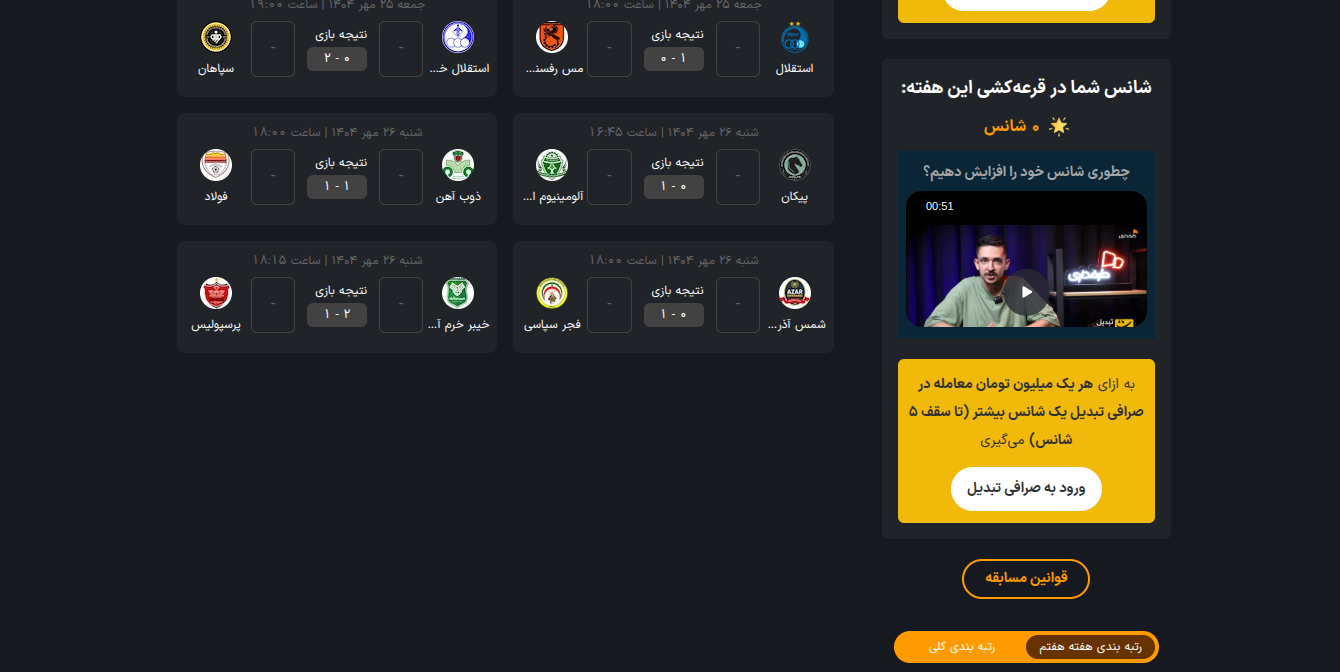 جمعه ۲۵ مهر ۱۴۰۴ | ساعت ۱۸:۰۰
استقلال
-
نتیجه بازی
۱ - ۰
-
مس رفسن...
جمعه ۲۵ مهر ۱۴۰۴ | ساعت ۱۹:۰۰
استقلال خ...
-
نتیجه بازی
۰ - ۲
-
سپاهان
شنبه ۲۶ مهر ۱۴۰۴ | ساعت ۱۶:۴۵
پیکان
-
نتیجه بازی
۰ - ۱
-
آلومینیوم ا...
شنبه ۲۶ مهر ۱۴۰۴ | ساعت ۱۸:۰۰
ذوب آهن
-
نتیجه بازی
۱ - ۱
-
فولاد
شنبه ۲۶ مهر ۱۴۰۴ | ساعت ۱۸:۰۰
AZAR
شمس آذر...
-
نتیجه بازی
۰ - ۱
-
فجر سپاسی
شنبه ۲۶ مهر ۱۴۰۴ | ساعت ۱۸:۱۵
خیبر خرم آ...
-
نتیجه بازی
۲ - ۱
-
پرسپولیس
شانس شما در قرعه‌کشی این هفته:
۰ شانس
چطوری شانس خود را افزایش دهیم؟
00:51
طرفداری
طرفداری
تبدیل
به ازای هر یک میلیون تومان معامله در
صرافی تبدیل یک شانس بیشتر (تا سقف ۵
شانس) می‌گیری
ورود به صرافی تبدیل
قوانین مسابقه
رتبه بندی هفته هفتم
رتبه بندی کلی